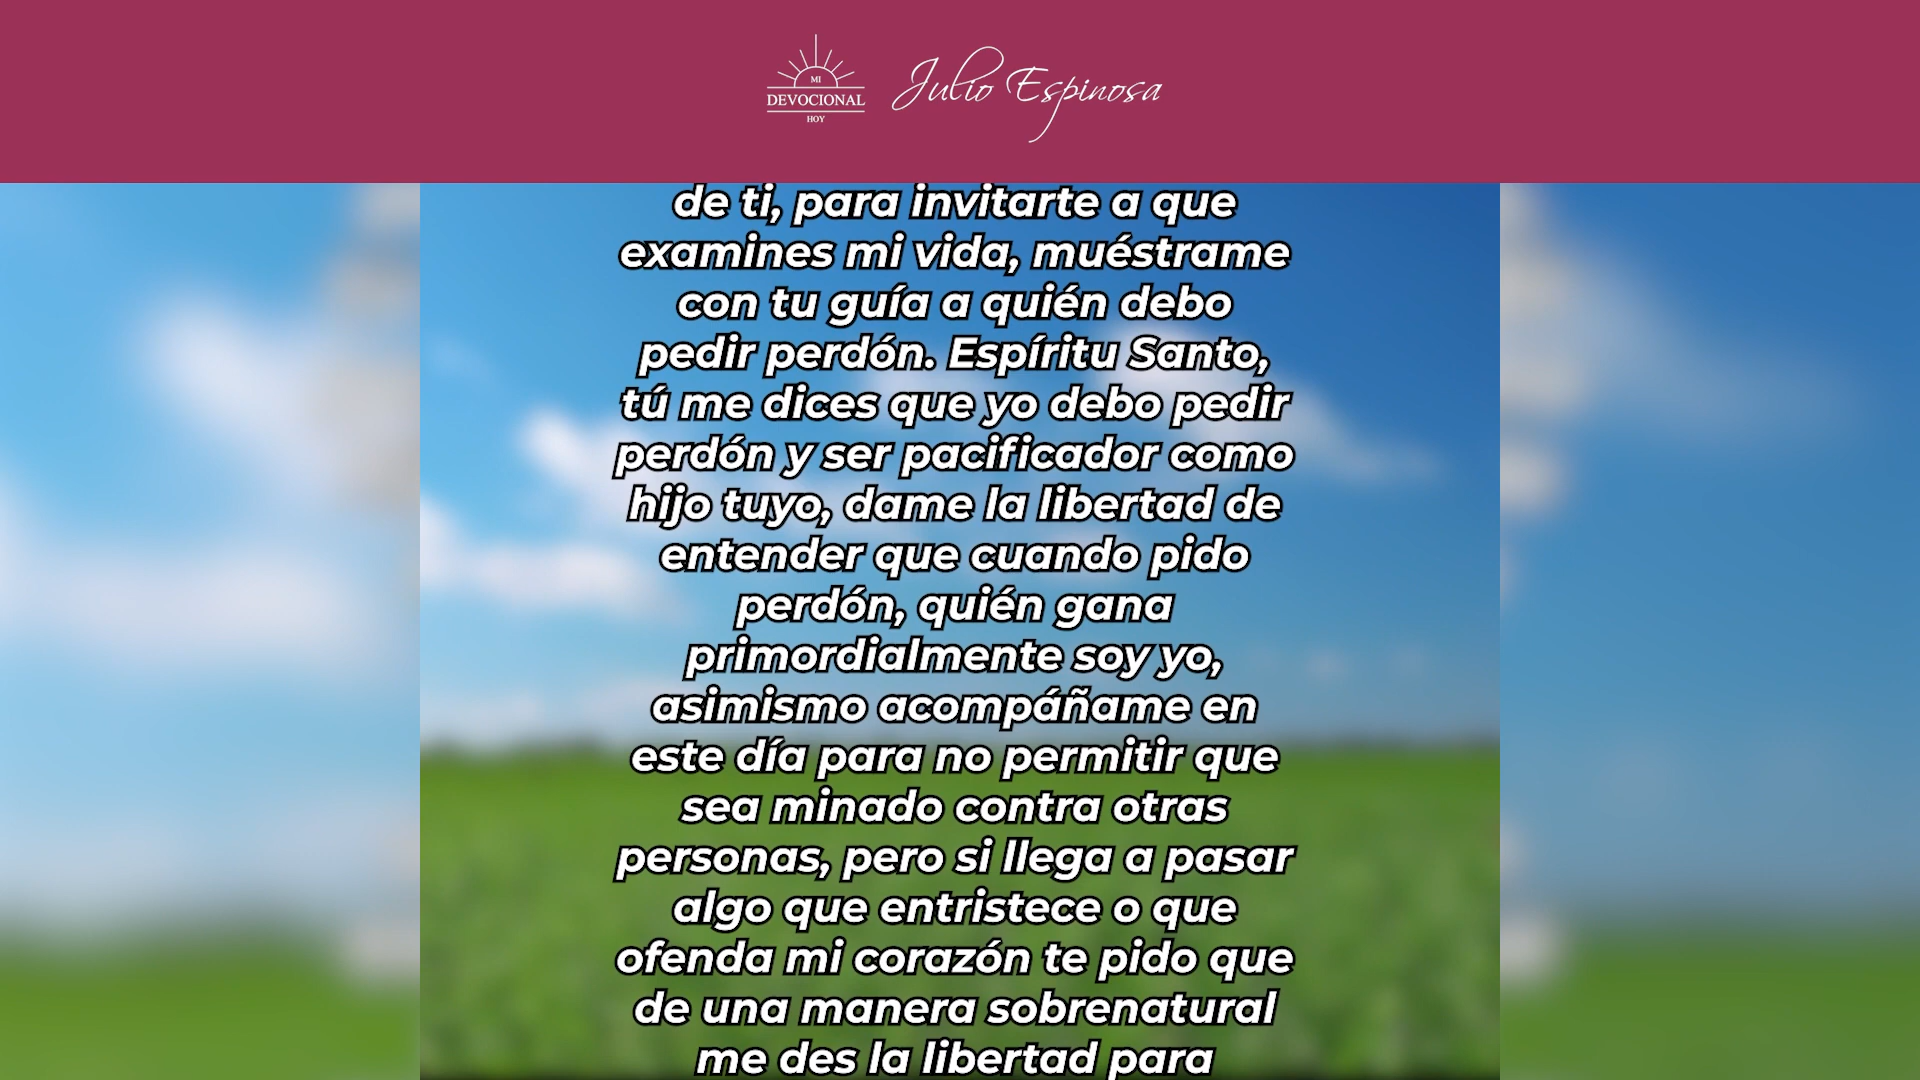 MI
DEVOCIONAL
HOY
Julio Espinosa
de ti, para invitarte a que
examines mi vida, muéstrame
con tu guía a quién debo
pedir perdón. Espíritu Santo,
tú me dices que yo debo pedir
perdón y ser pacificador como
hijo tuyo, dame la libertad de
entender que cuando pido
perdón, quién gana
primordialmente soy yo,
asimismo acompáñame en
este día para no permitir que
sea minado contra otras
personas, pero si llega a pasar
algo que entristece o que
ofenda mi corazón te pido que
de una manera sobrenatural
me des la libertad para